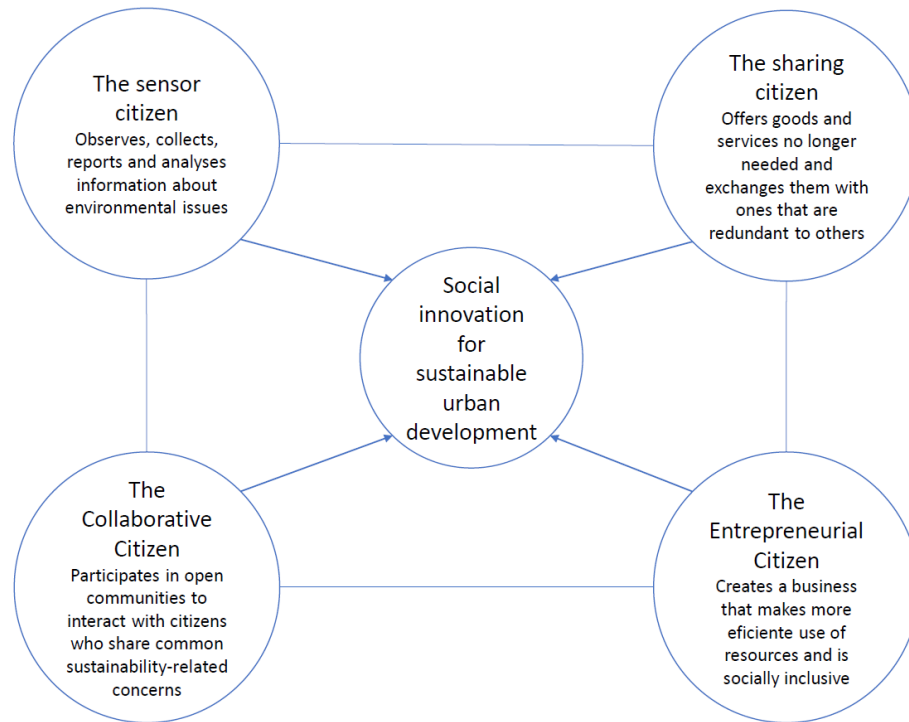 The sensor
citizen
Observes, collects,
reports and analyses
information about
environmental issues
The sharing
citizen
Offers goods and
services no longer
needed and
exchanges them with
ones that are
redundant to others
Social
innovation
for
sustainable
urban
development
The
Collaborative
Citizen
Participates in open
communities to
interact with citizens
who share common
sustainability-related
concerns
The
Entrepreneurial
Citizen
Creates a business
that makes more
eficiente use of
resources and is
socially inclusive